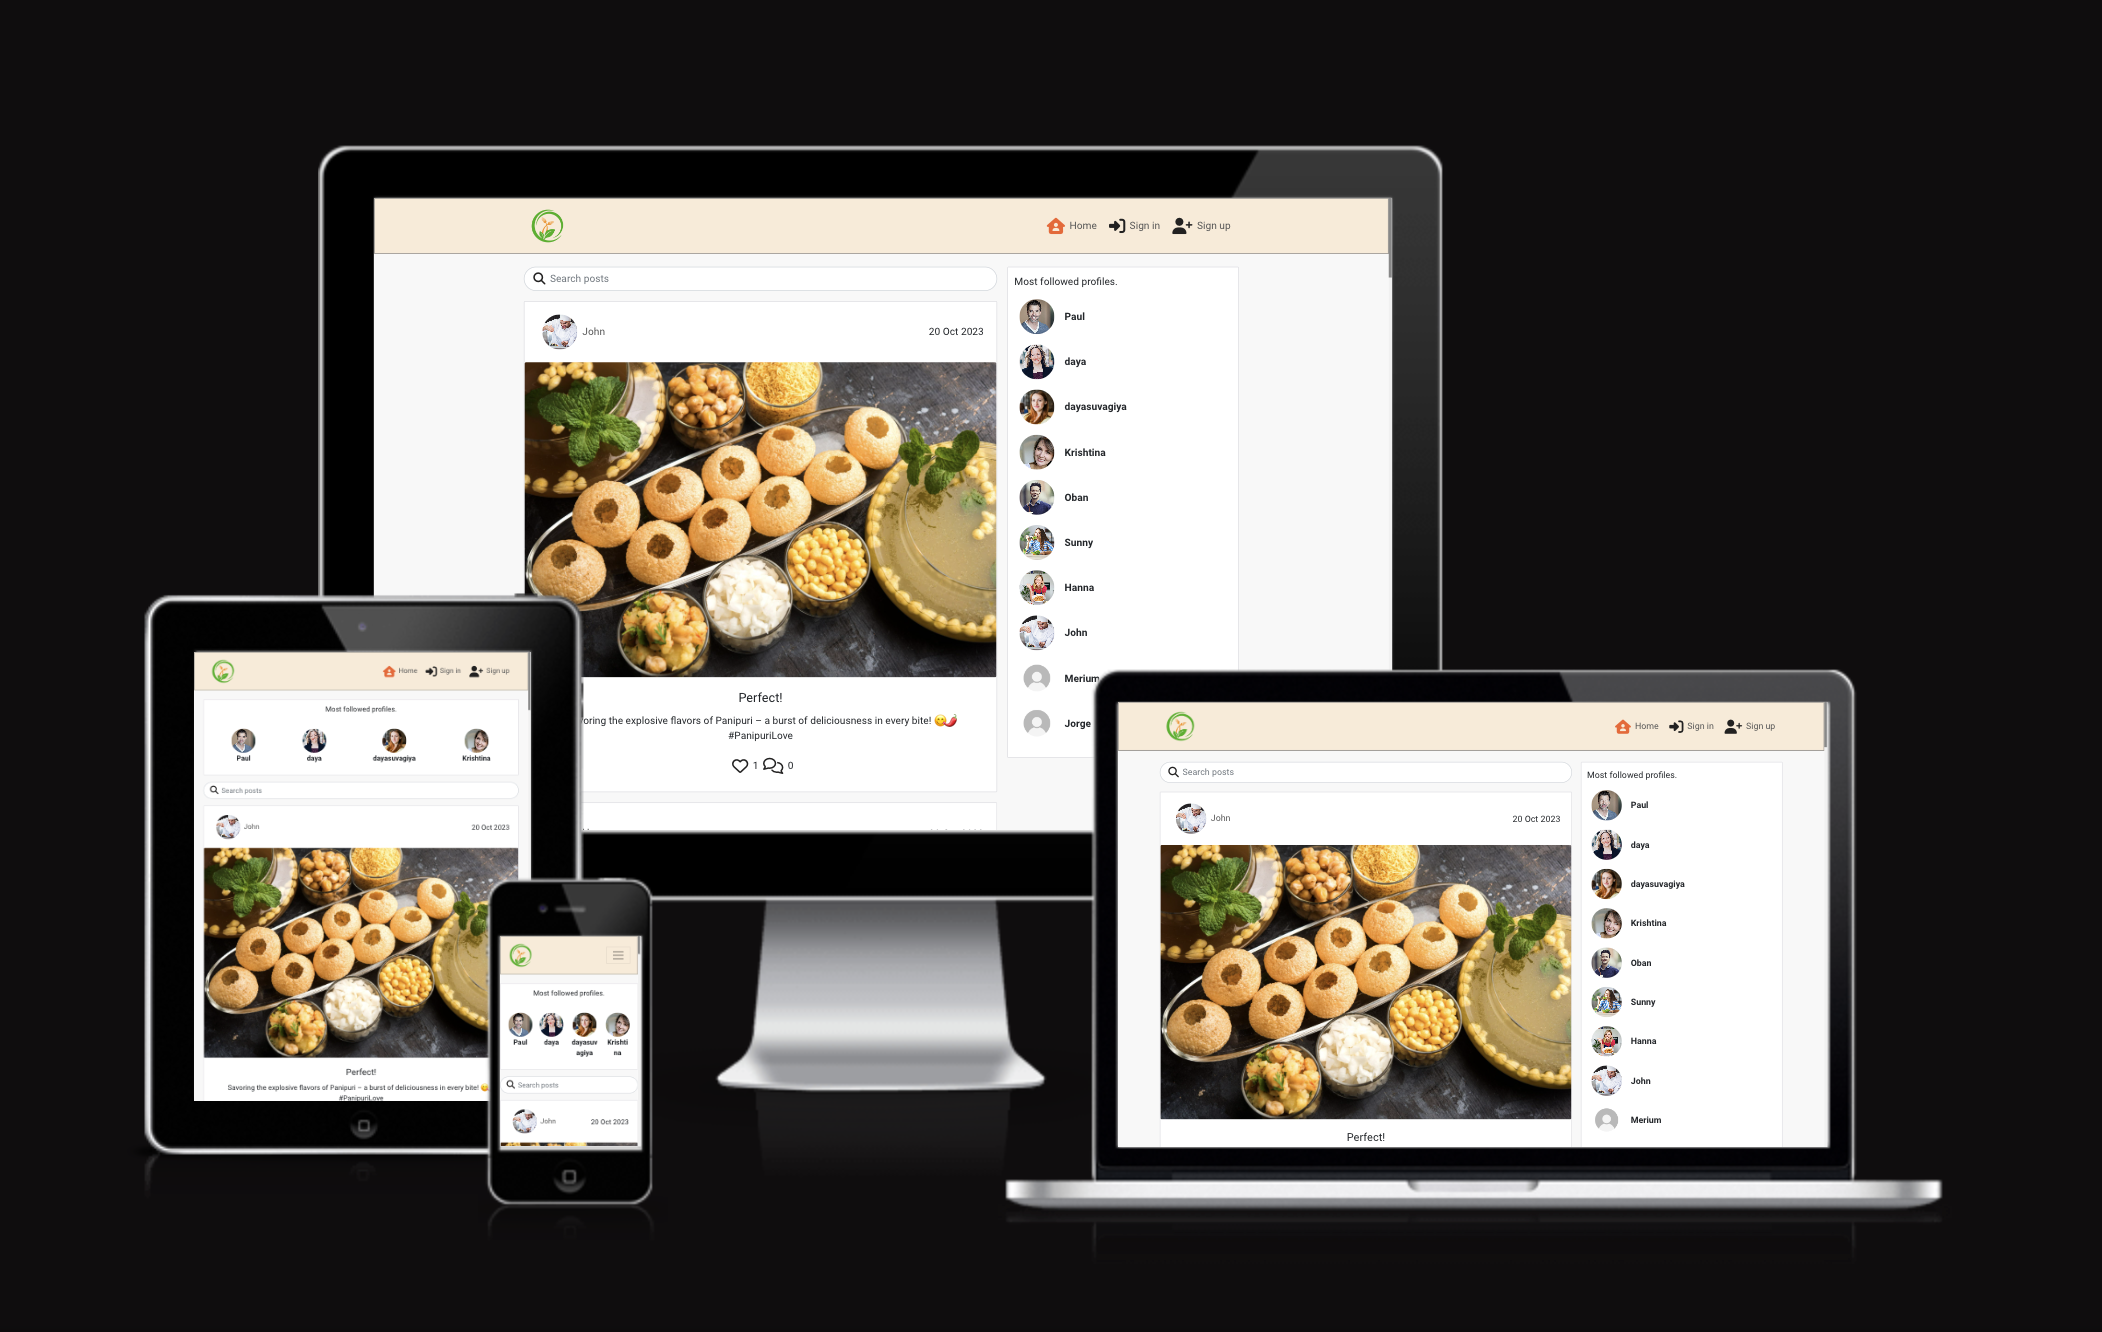 Home Sign in Sign up
Search posts
Most followed profiles.
John 20 Oct 2023
Paul
daya
dayasuvagiya
Krishtina
Oban
Sunny
Hanna
John
Merium
Jorge
Perfect!
oring the explosive flavors of Panipuri – a burst of deliciousness in every bite! 😋🌶️
#PanipuriLove
1 0
Home Sign in Sign up
Most followed profiles.
Paul daya dayasuvagiya Krishtina
Search posts
John 20 Oct 2023
Perfect!
Savoring the explosive flavors of Panipuri – a burst of deliciousness in every bite!
#PanipuriLove
Most followed profiles.
Paul daya dayasuv Krishti
agiya na
Search posts
John 20 Oct 2023
Home Sign in Sign up
Search posts
Most followed profiles.
John 20 Oct 2023
Paul
daya
dayasuvagiya
Krishtina
Oban
Sunny
Hanna
John
Merium
Perfect!